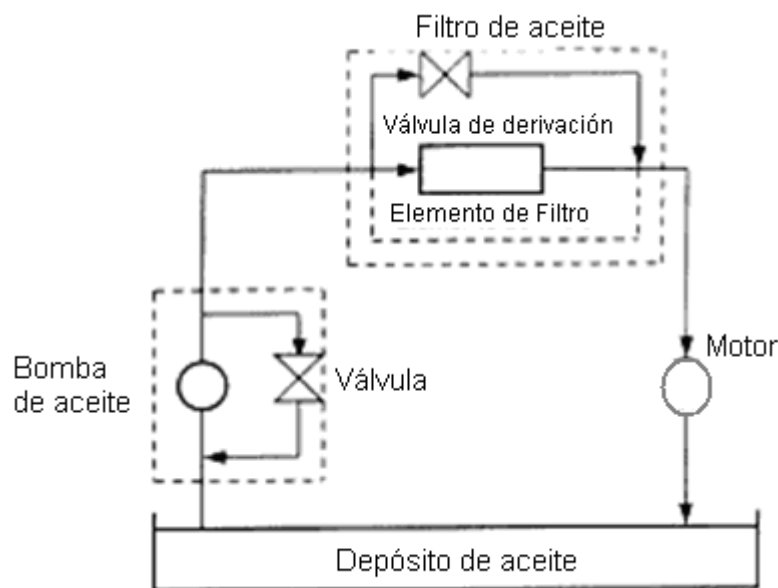 Filtro de aceite
Válvula de derivación
Elemento de Filtro
Bomba
de aceite
Válvula
Motor
Depósito de aceite